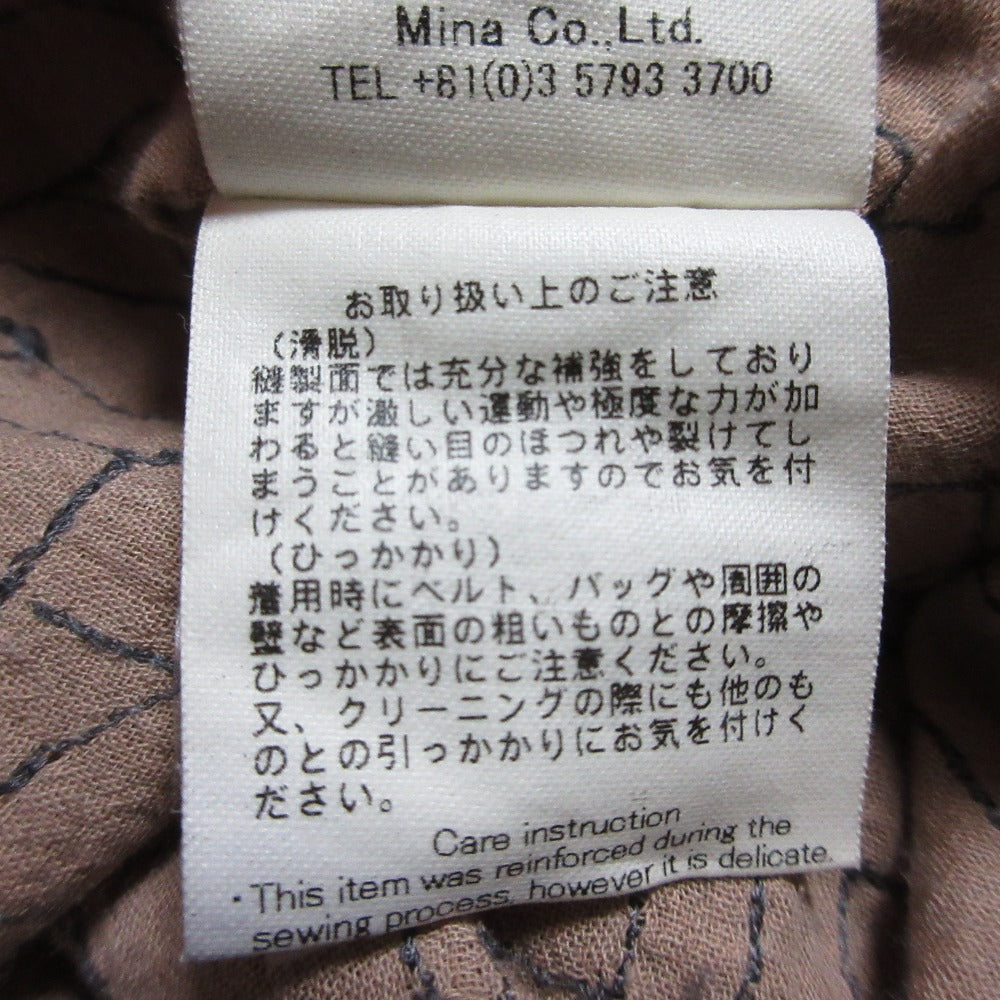 Mina Co.,Ltd.
TEL +81(0)3 5793 3700
お取り扱い上のご注意
(滑脱)
縫製面では充分な補強をしており
ますが激しい運動や極度な力が加
わると縫い目のほつれや裂けてし
まうことがありますのでお気を付
けください。
(ひっかかり)
着用時にベルト、バッグや周囲の
壁など表面の粗いものとの摩擦や
ひっかかりにご注意ください。
又、クリーニングの際にも他のも
のとの引っかかりにお気を付けく
ださい。
Care instruction
・This item was reinforced during the
sewing process, however it is delicate.